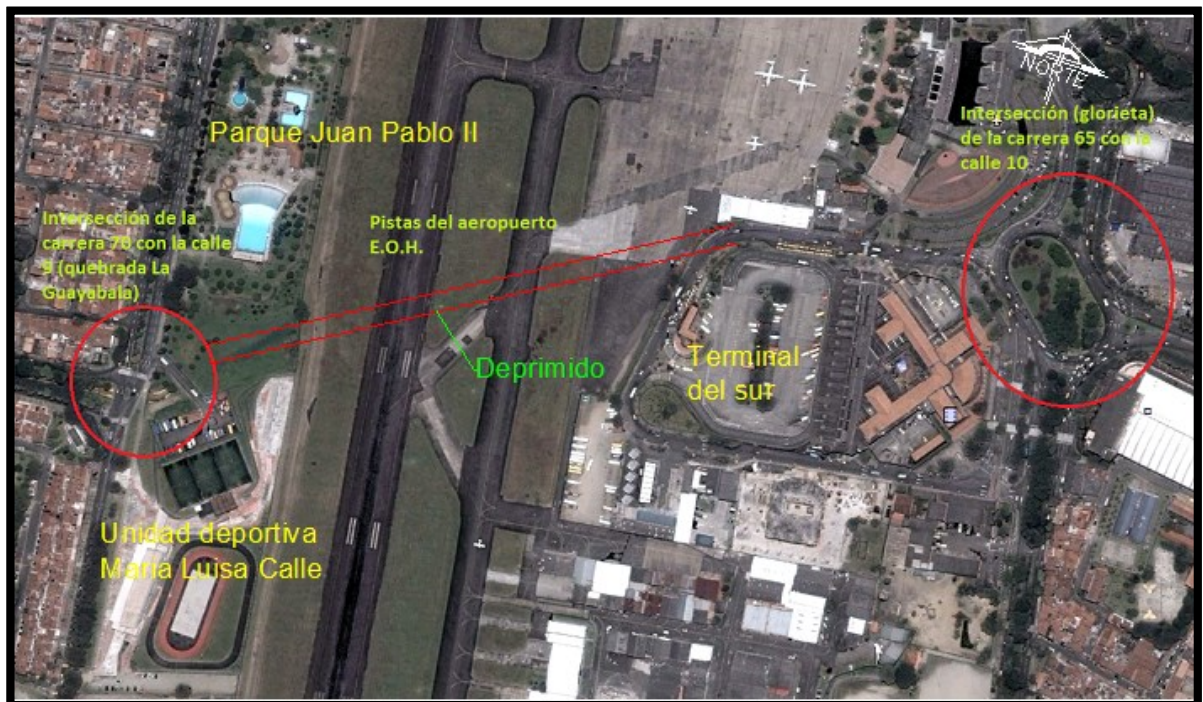 NORTE
Parque Juan Pablo II
Intersección (glorieta)
de la carrera 65 con la
calle 10
Intersección de la
carrera 70 con la calle
9 (quebrada La
Guayabala)
Pistas del aeropuerto
E.O.H.
Deprimido
Terminal
del sur
Unidad deportiva
Maria Luisa Calle